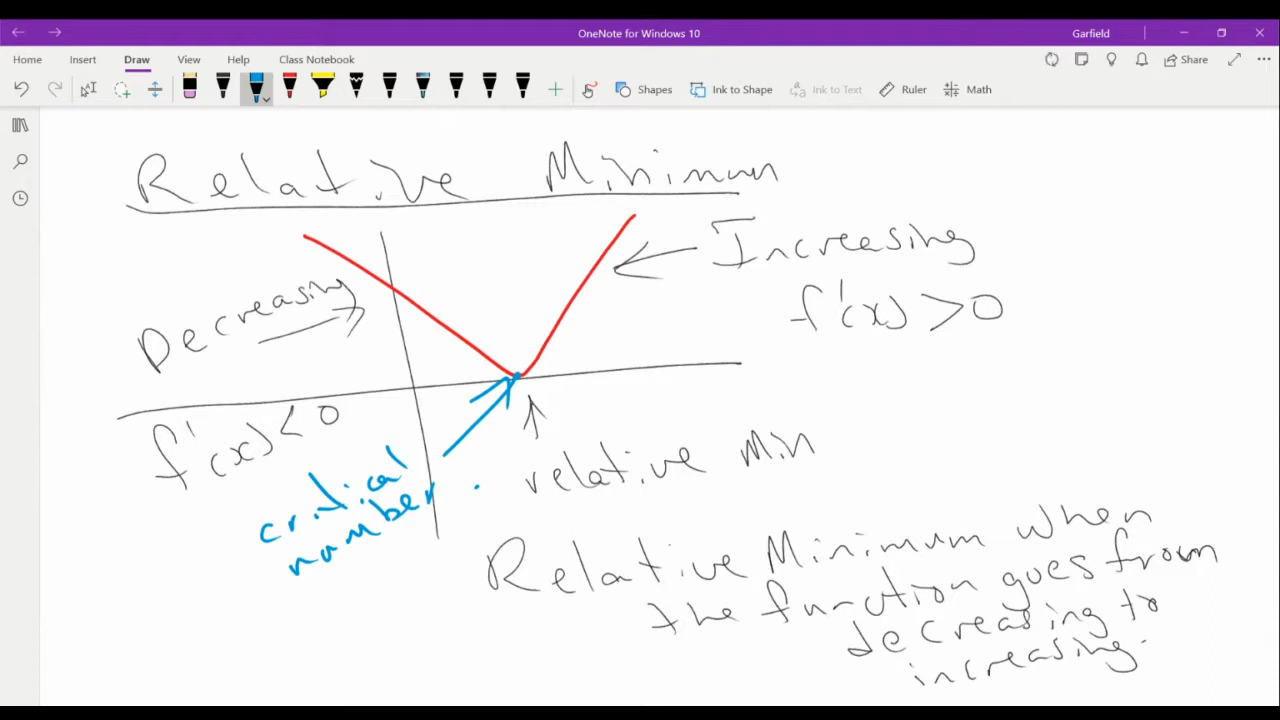 OneNote for Windows 10
Garfield
Home Insert Draw View Help Class Notebook
Share
Shapes Ink to Shape Ink to Text Ruler Math
Relative Minimum
Increasing
f'(x) > 0
Decreasing
f'(x) < 0
critical
number
relative Min
Relative Minimum when
the function goes from
decreasing to
increasing.